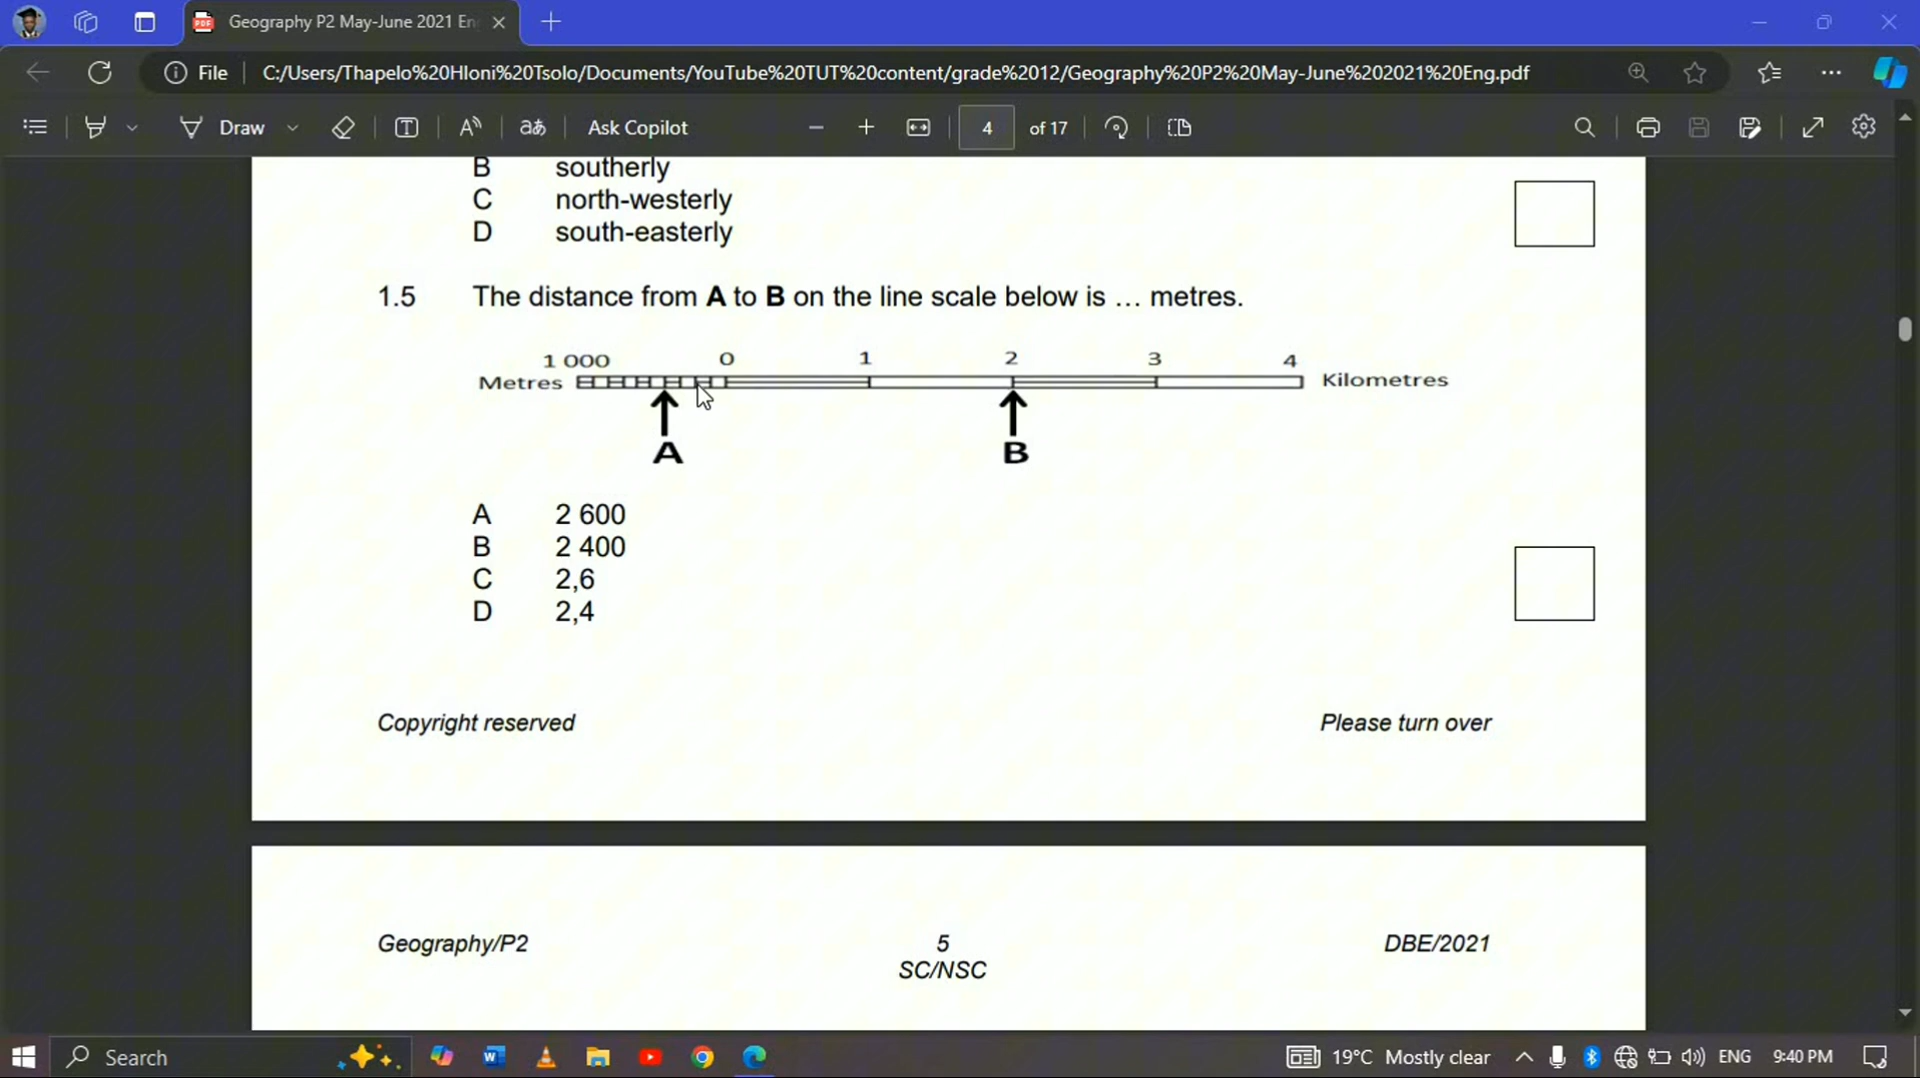 Geography P2 May-June 2021 En
File
C:/Users/Thapelo%20Hloni%20Tsolo/Documents/YouTube%20TUT%20content/grade%2012/Geography%20P2%20May-June%202021%20Eng.pdf
Draw
aあ
Ask Copilot
4 of 17
B southerly
C north-westerly
D south-easterly
1.5 The distance from A to B on the line scale below is … metres.
1 000 0 1 2 3 4
Metres Kilometres
A B
A 2 600
B 2 400
C 2,6
D 2,4
Copyright reserved Please turn over
Geography/P2 5 DBE/2021
SC/NSC
Search
19°C Mostly clear ENG 9:40 PM